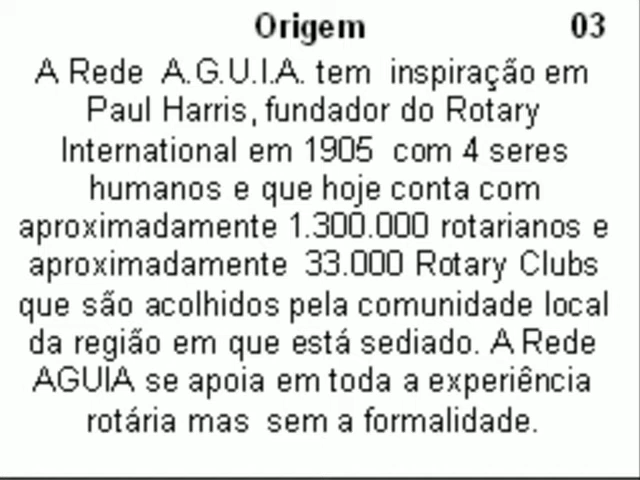 Origem 03
A Rede A.G.U.I.A. tem inspiração em
Paul Harris, fundador do Rotary
International em 1905 com 4 seres
humanos e que hoje conta com
aproximadamente 1.300.000 rotarianos e
aproximadamente 33.000 Rotary Clubs
que são acolhidos pela comunidade local
da região em que está sediado. A Rede
AGUIA se apoia em toda a experiência
rotária mas sem a formalidade.